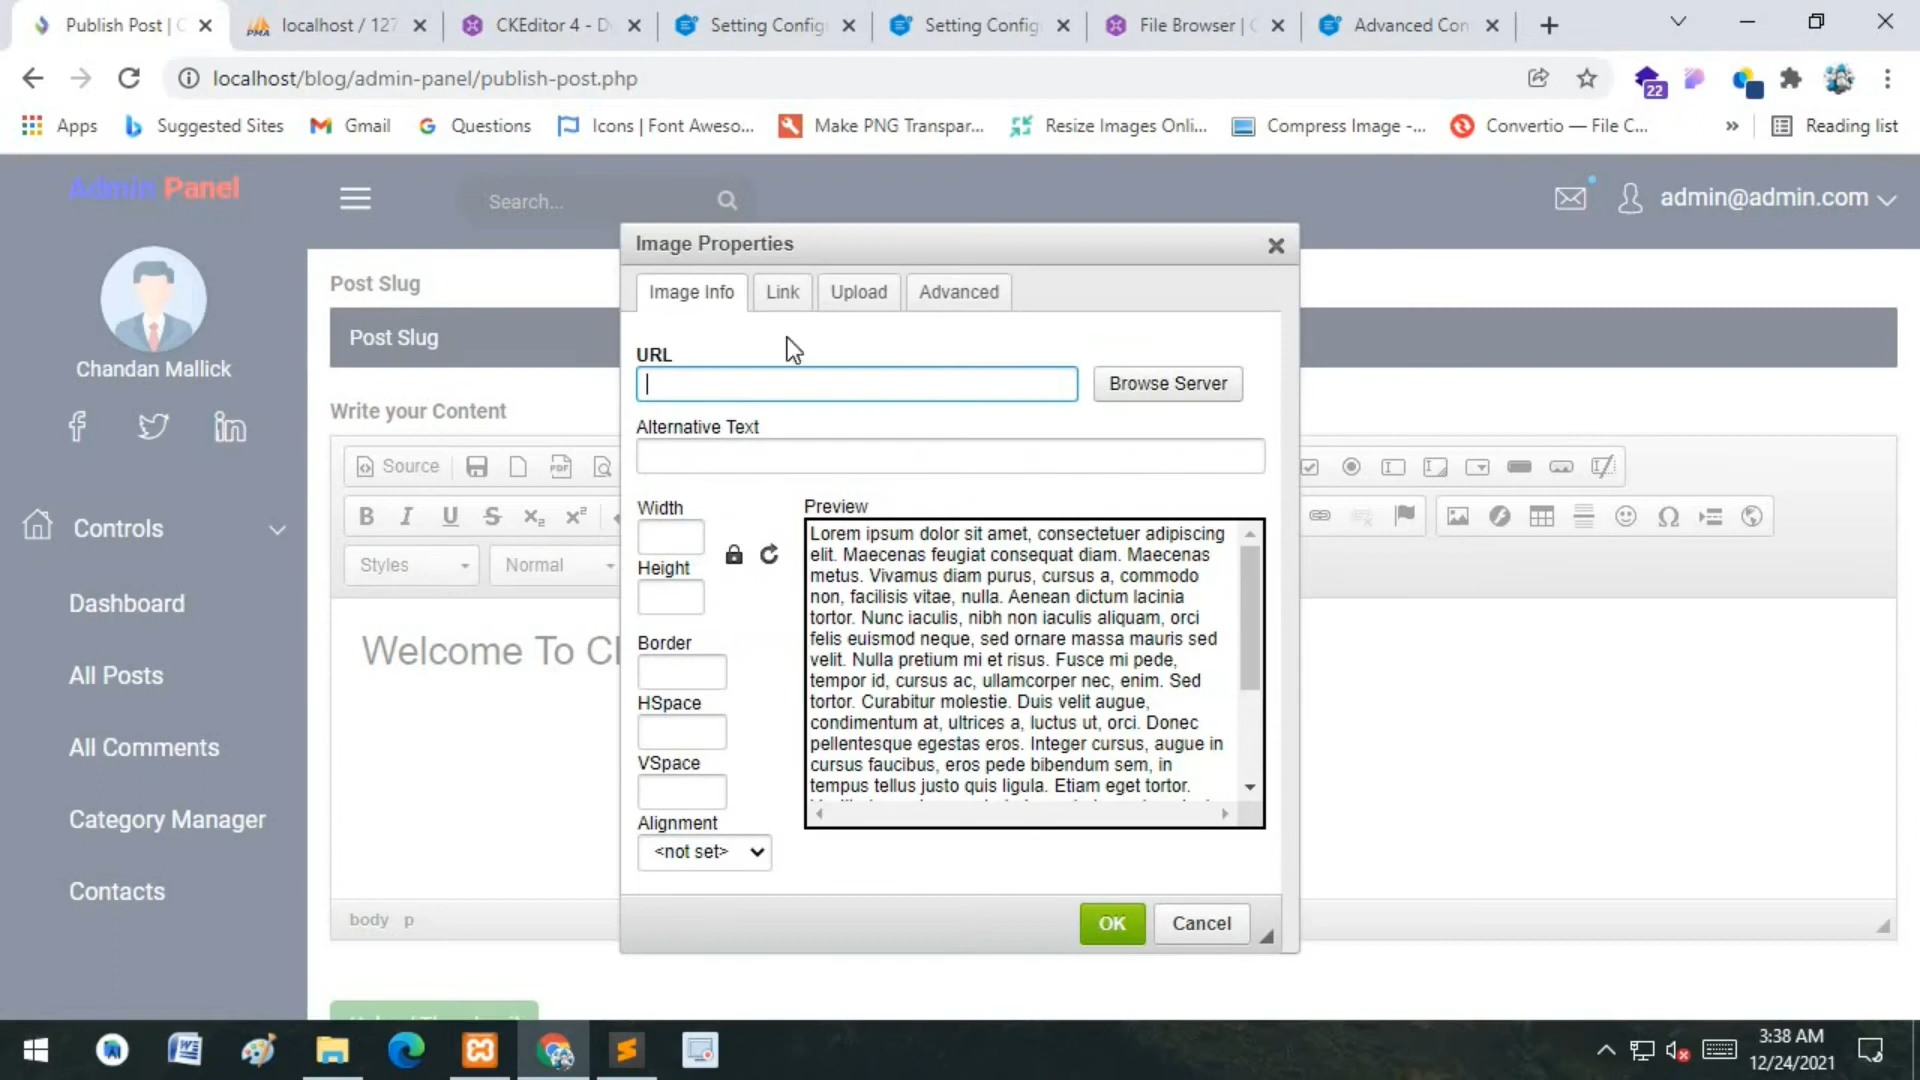 Publish Post | C
localhost / 127
CKEditor 4 - D
Setting Config
Setting Config
File Browser | C
Advanced Con
localhost/blog/admin-panel/publish-post.php
22
Apps
Suggested Sites
Gmail
Questions
Icons | Font Aweso...
Make PNG Transpar...
Resize Images Onli...
Compress Image -...
Convertio — File C...
»
Reading list
Admin Panel
Search...
admin@admin.com
Chandan Mallick
Controls
Dashboard
All Posts
All Comments
Category Manager
Contacts
Post Slug
Post Slug
Write your Content
Source
Styles
Normal
Welcome To
body p
Image Properties
Image Info
Link
Upload
Advanced
URL
Browse Server
Alternative Text
Width
Height
Border
HSpace
VSpace
Alignment
<not set>
Preview
Lorem ipsum dolor sit amet, consectetuer adipiscing
elit. Maecenas feugiat consequat diam. Maecenas
metus. Vivamus diam purus, cursus a, commodo
non, facilisis vitae, nulla. Aenean dictum lacinia
tortor. Nunc iaculis, nibh non iaculis aliquam, orci
felis euismod neque, sed ornare massa mauris sed
velit. Nulla pretium mi et risus. Fusce mi pede,
tempor id, cursus ac, ullamcorper nec, enim. Sed
tortor. Curabitur molestie. Duis velit augue,
condimentum at, ultrices a, luctus ut, orci. Donec
pellentesque egestas eros. Integer cursus, augue in
cursus faucibus, eros pede bibendum sem, in
tempus tellus justo quis ligula. Etiam eget tortor.
OK
Cancel
3:38 AM
12/24/2021